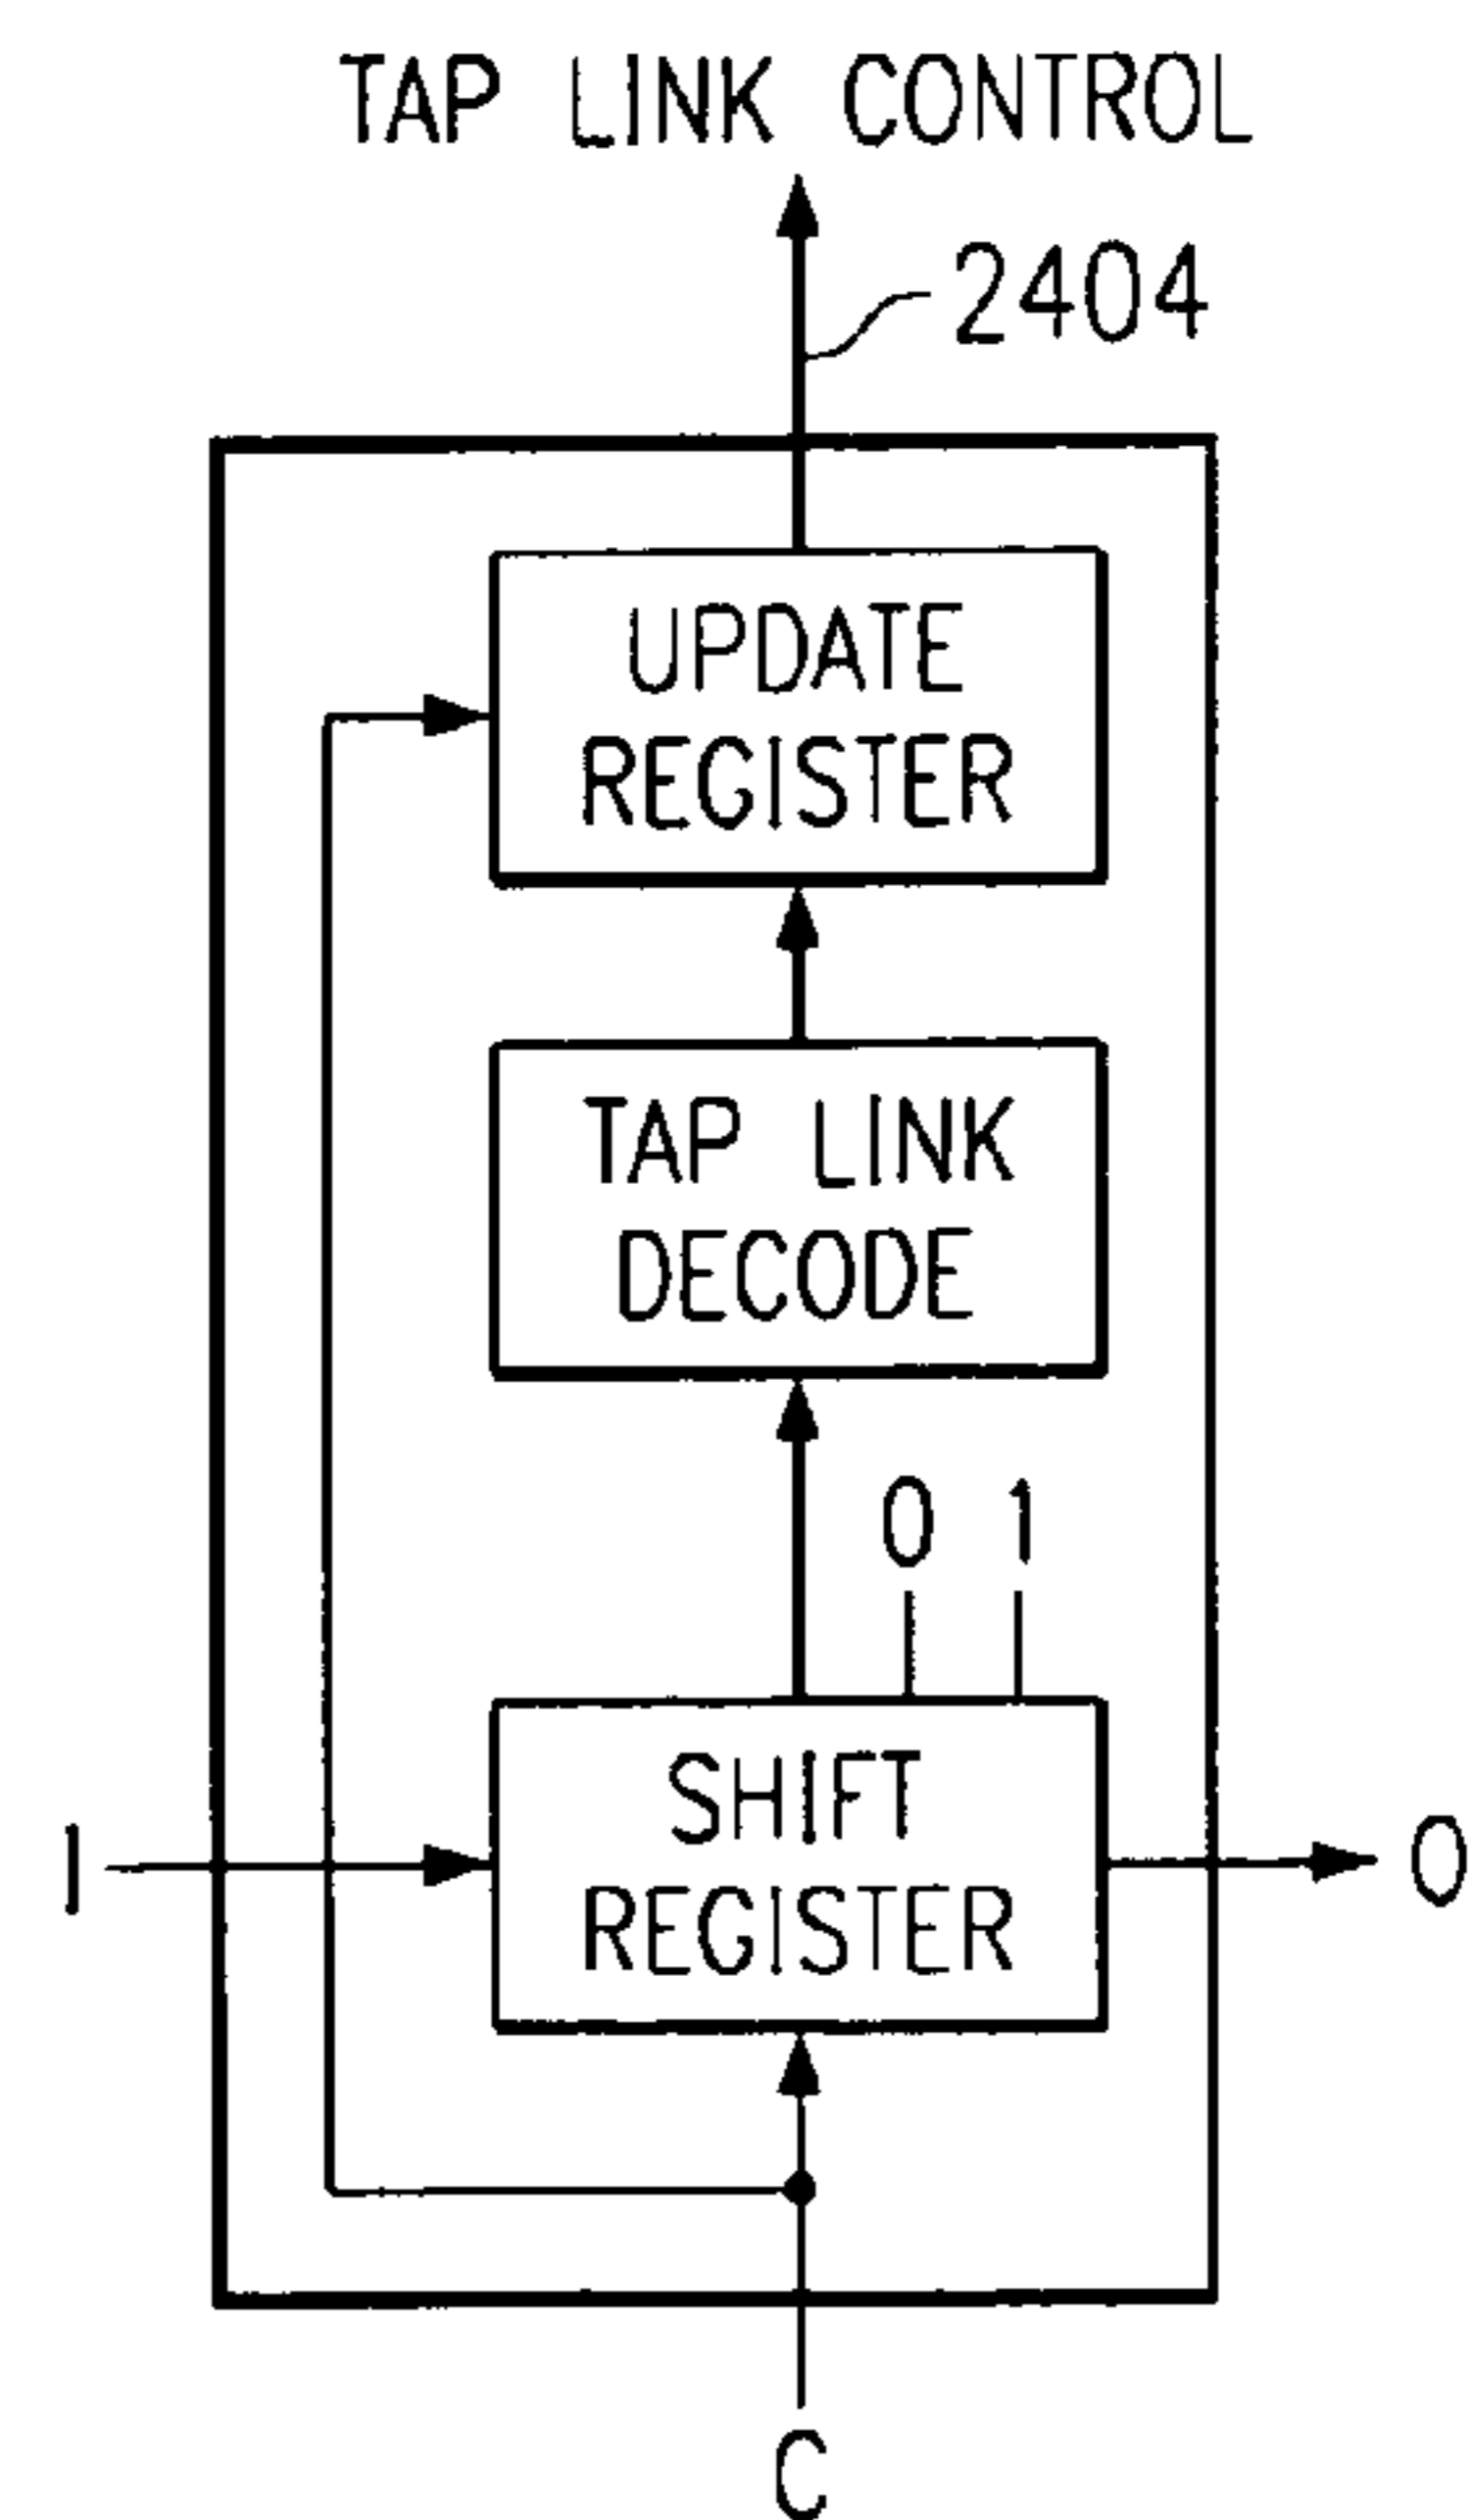 TAP LINK CONTROL
2404
UPDATE
REGISTER
TAP LINK
DECODE
0 1
SHIFT
REGISTER
I
O
C